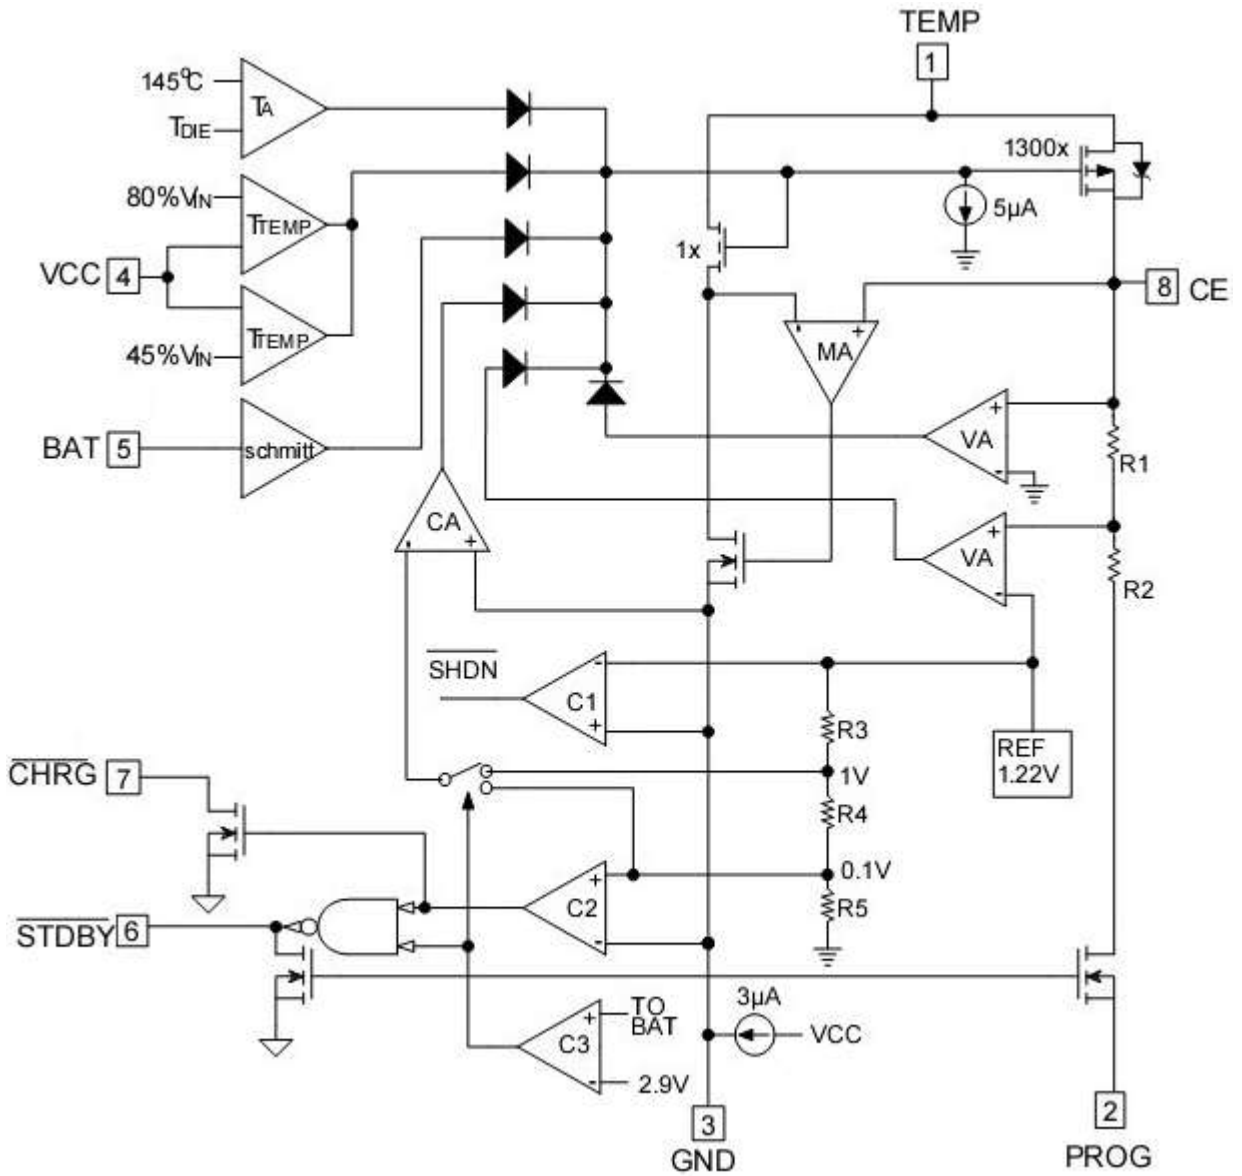 TEMP
1
145°C
TA
TDIE
1300x
80%VIN
TTEMP
5µA
VCC 4
1x
8 CE
- +
MA
TTEMP
45%VIN
+
VA
-
R1
BAT 5
schmitt
CA
- +
+
VA
-
R2
SHDN
-
C1
+
R3
REF
1.22V
CHRG 7
1V
R4
0.1V
+
C2
-
R5
STDBY 6
3µA
TO
BAT
+
C3
-
VCC
2.9V
3
GND
2
PROG